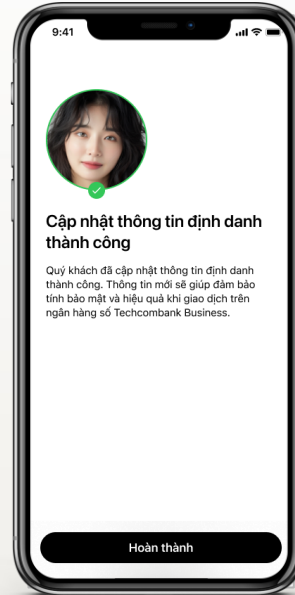 9:41
Cập nhật thông tin định danh
thành công
Quý khách đã cập nhật thông tin định danh
thành công. Thông tin mới sẽ giúp đảm bảo
tính bảo mật và hiệu quả khi giao dịch trên
ngân hàng số Techcombank Business.
Hoàn thành